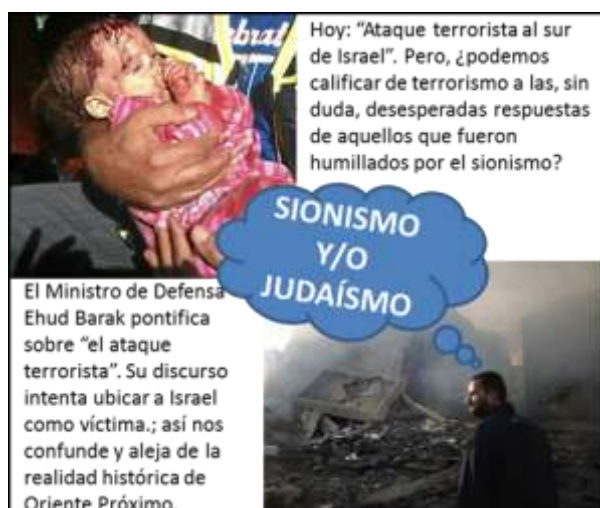 Hoy: “Ataque terrorista al sur
de Israel”. Pero, ¿podemos
calificar de terrorismo a las, sin
duda, desesperadas respuestas
de aquellos que fueron
humillados por el sionismo?
SIONISMO
Y/O
JUDAÍSMO
El Ministro de Defensa
Ehud Barak pontifica
sobre “el ataque
terrorista”. Su discurso
intenta ubicar a Israel
como víctima.; así nos
confunde y aleja de la
realidad histórica de
Oriente Próximo.